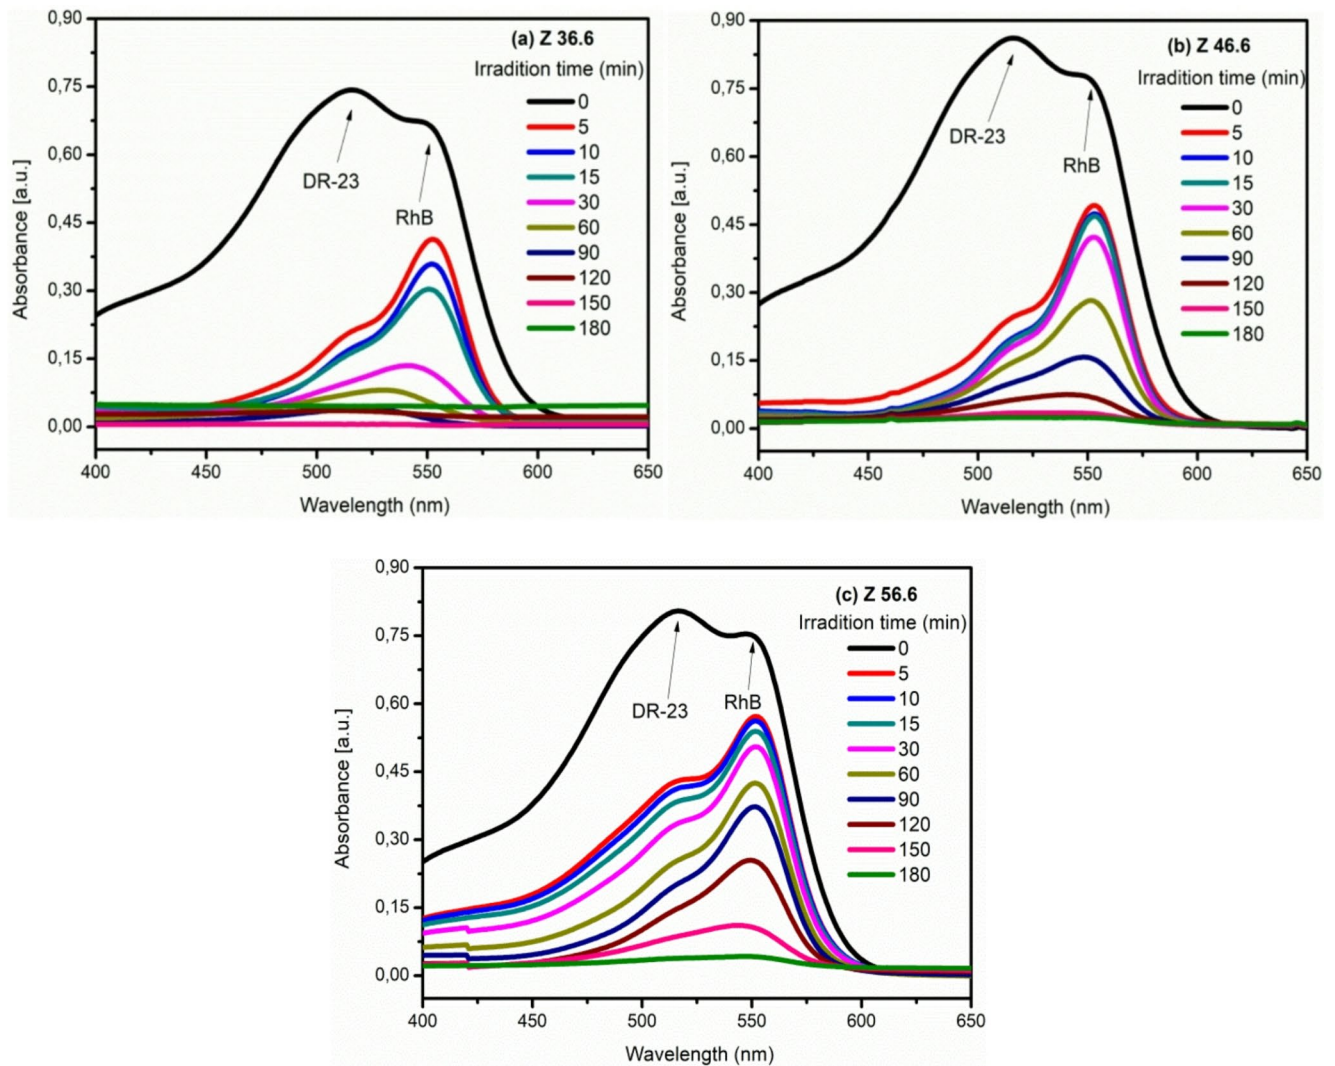 (a) Z 36.6
Irradition time (min)
0
5
10
15
30
60
90
120
150
180
DR-23
RhB
0,90
0,75
0,60
0,45
0,30
0,15
0,00
Absorbance [a.u.]
400 450 500 550 600 650
Wavelength (nm)
(b) Z 46.6
Irradition time (min)
0
5
10
15
30
60
90
120
150
180
DR-23
RhB
0,90
0,75
0,60
0,45
0,30
0,15
0,00
Absorbance [a.u.]
400 450 500 550 600 650
Wavelength (nm)
(c) Z 56.6
Irradition time (min)
0
5
10
15
30
60
90
120
150
180
DR-23
RhB
0,90
0,75
0,60
0,45
0,30
0,15
0,00
Absorbance [a.u.]
400 450 500 550 600 650
Wavelength (nm)